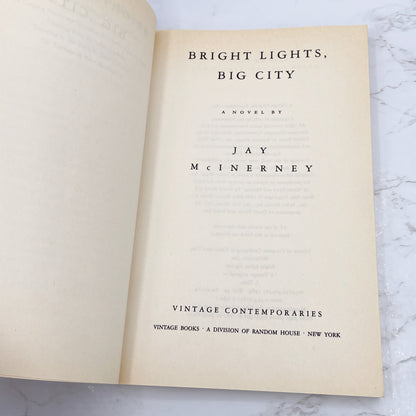 BRIGHT LIGHTS,
BIG CITY
A NOVEL BY
JAY
McINERNEY
VINTAGE CONTEMPORARIES
VINTAGE BOOKS · A DIVISION OF RANDOM HOUSE · NEW YORK